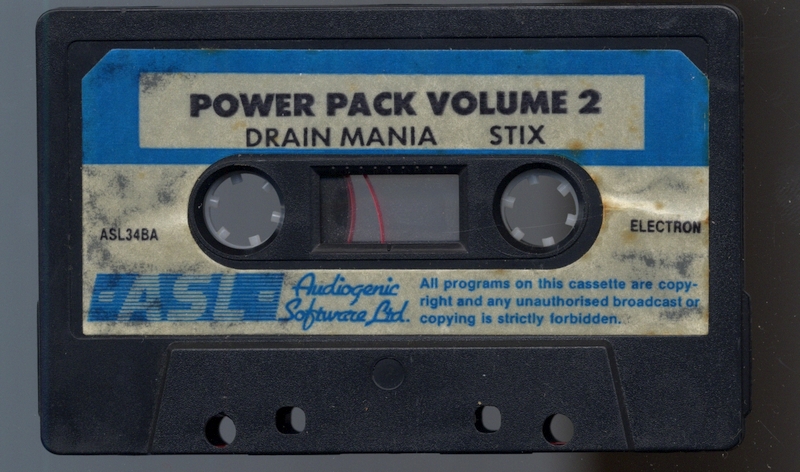 POWER PACK VOLUME 2
DRAIN MANIA STIX
ASL34BA
ELECTRON
ASL
Audiogenic
Software Ltd.
All programs on this cassette are copy-
right and any unauthorised broadcast or
copying is strictly forbidden.